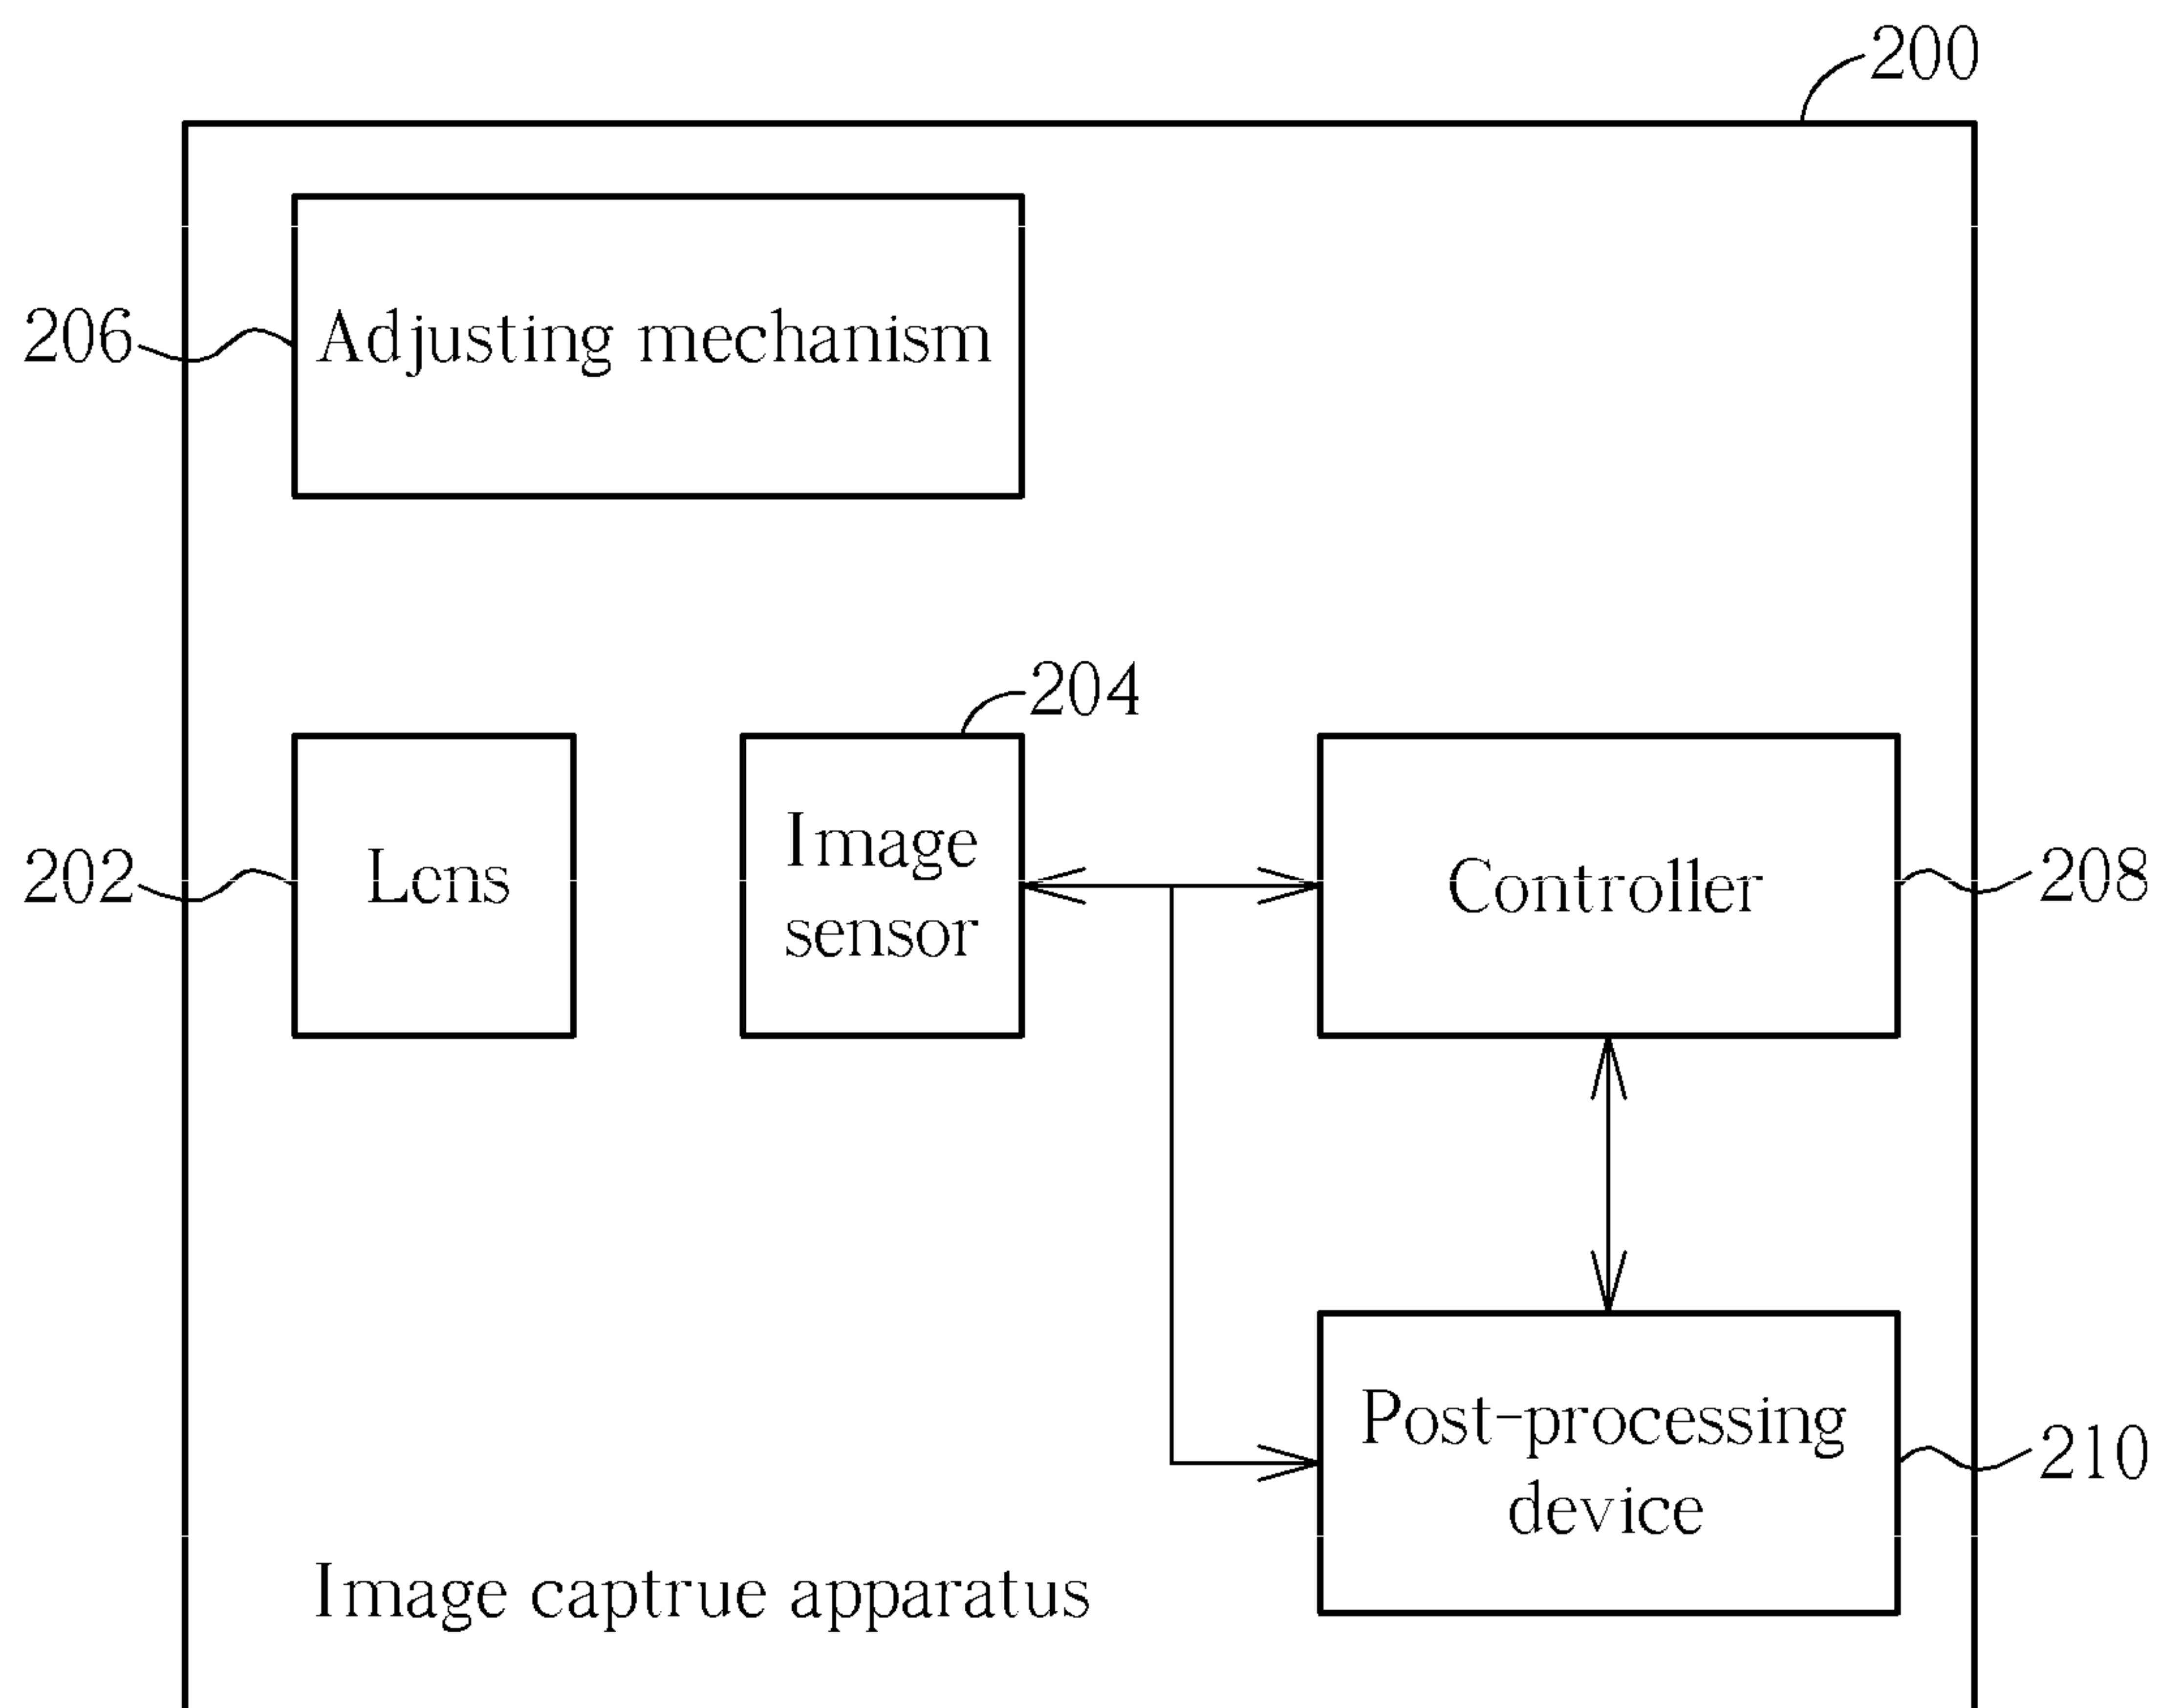 200
206
Adjusting mechanism
204
202
Lens
Image
sensor
Controller
208
Post-processing
device
210
Image captrue apparatus